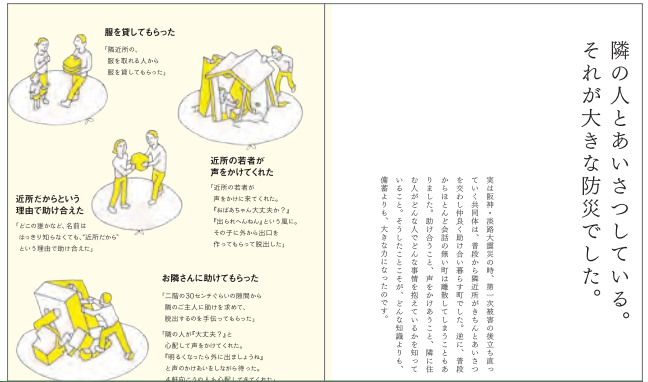 隣の人とあいさつしている。
それが大きな防災でした。
実は阪神・淡路大震災の時、第一次被害の後立ち直っ
ていく共同体は、普段から隣近所がきちんとあいさつ
を交わし仲良く助け合い暮らす町でした。逆に、普段
からほとんど会話の無い町は離散してしまうこともあ
りました。助け合うこと、声をかけあうこと、隣に住
む人がどんな人でどんな事情を抱えているかを知って
いること。そうしたことこそが、どんな知識よりも、
備蓄よりも、大きな力になったのです。
服を貸してもらった
「隣近所の、
服を取れる人から
服を貸してもらった」
近所の若者が
声をかけてくれた
「近所の若者が
声をかけに来てくれた。
『おばあちゃん大丈夫か?』
『出られへんねん』という風に。
その子に外から出口を
作ってもらって脱出した」
近所だからという
理由で助け合えた
「どこの誰かなど、名前は
はっきり知らなくても、“近所だから”
という理由で助け合えた」
お隣さんに助けてもらった
「二階の30センチぐらいの隙間から
隣のご主人に助けを求めて、
脱出するのを手伝ってもらった」
「隣の人が『大丈夫?』と
心配して声をかけてくれた。
『明るくなったら外に出ましょうね』
と声のかけあいをしながら待った。
4軒向こうの人も心配してきてくれた」